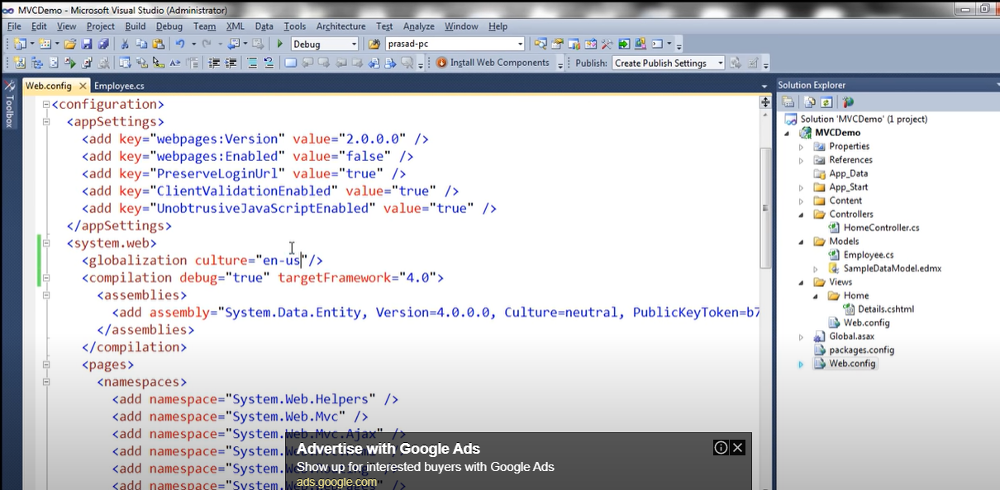 MVCDemo - Microsoft Visual Studio (Administrator)
File Edit View Project Build Debug Team XML Data Tools Architecture Test Analyze Window Help
Debug prasad-pc
Install Web Components Publish: Create Publish Settings
Toolbox
Web.config Employee.cs
<configuration>
<appSettings>
<add key="webpages:Version" value="2.0.0.0" />
<add key="webpages:Enabled" value="false" />
<add key="PreserveLoginUrl" value="true" />
<add key="ClientValidationEnabled" value="true" />
<add key="UnobtrusiveJavaScriptEnabled" value="true" />
</appSettings>
<system.web>
<globalization culture="en-us"/>
<compilation debug="true" targetFramework="4.0">
<assemblies>
<add assembly="System.Data.Entity, Version=4.0.0.0, Culture=neutral, PublicKeyToken=b7
</assemblies>
</compilation>
<pages>
<namespaces>
<add namespace="System.Web.Helpers" />
<add namespace="System.Web.Mvc" />
<add namespace="System.Web.Mvc.Ajax" />
<add namespace="System.
<add namespace="System.
<add namespace="System.
Advertise with Google Ads
Show up for interested buyers with Google Ads
ads.google.com
Solution Explorer
Solution 'MVCDemo' (1 project)
MVCDemo
Properties
References
App_Data
App_Start
Content
Controllers
HomeController.cs
Models
Employee.cs
SampleDataModel.edmx
Views
Home
Details.cshtml
Web.config
Global.asax
packages.config
Web.config